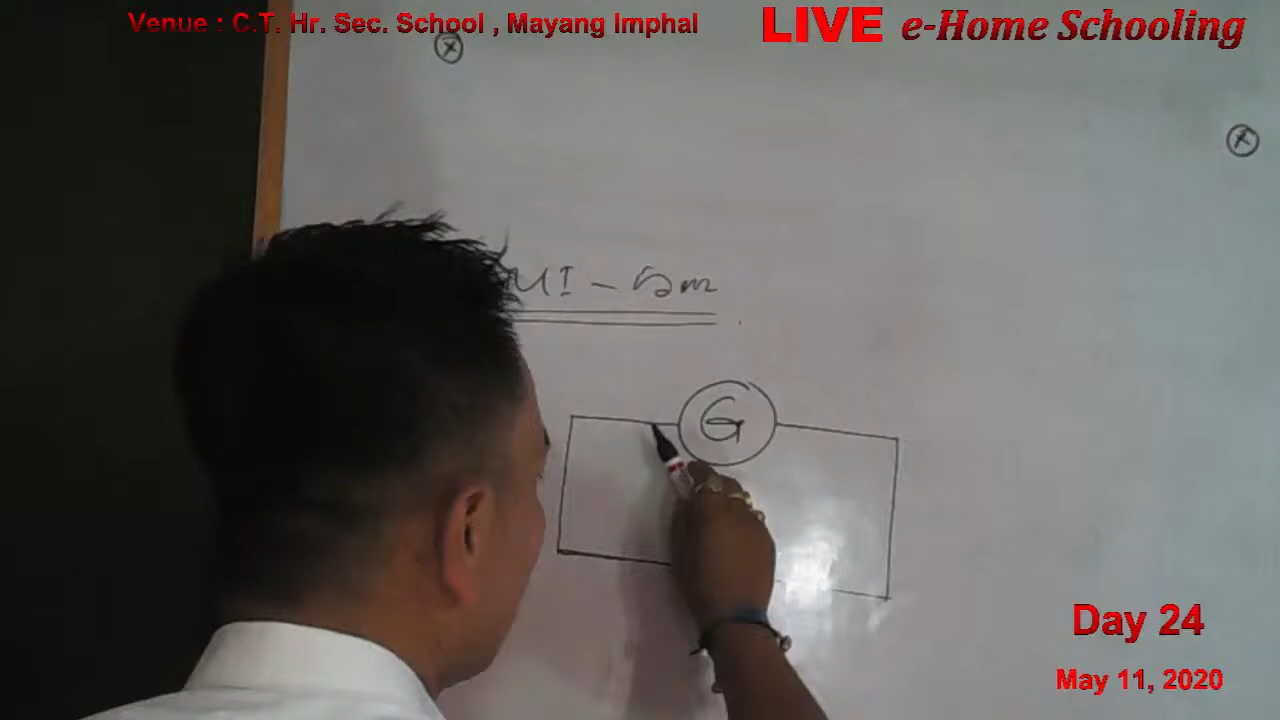 Venue : C.T. Hr. Sec. School , Mayang Imphal
LIVE e-Home Schooling
G
Day 24
May 11, 2020